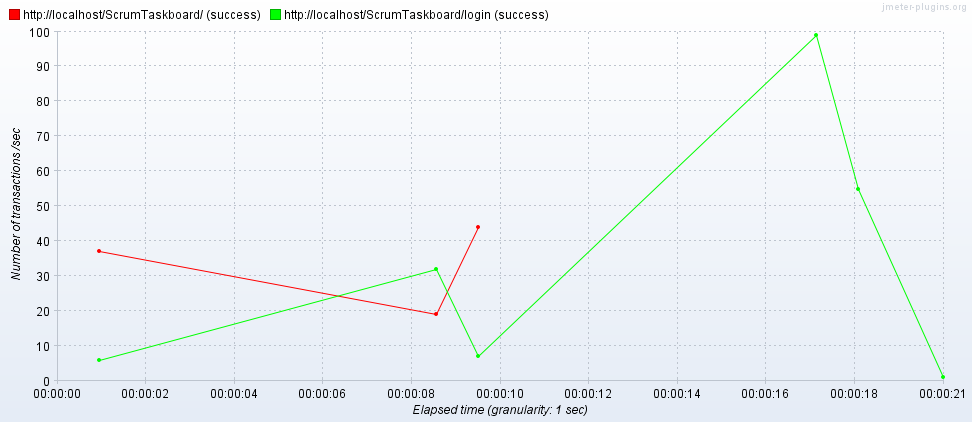 http://localhost/ScrumTaskboard/ (success) http://localhost/ScrumTaskboard/login (success)
jmeter-plugins.org
100
90
80
70
60
50
40
30
20
10
0
Number of transactions/sec
00:00:00 00:00:02 00:00:04 00:00:06 00:00:08 00:00:10 00:00:12 00:00:14 00:00:16 00:00:18 00:00:21
Elapsed time (granularity: 1 sec)